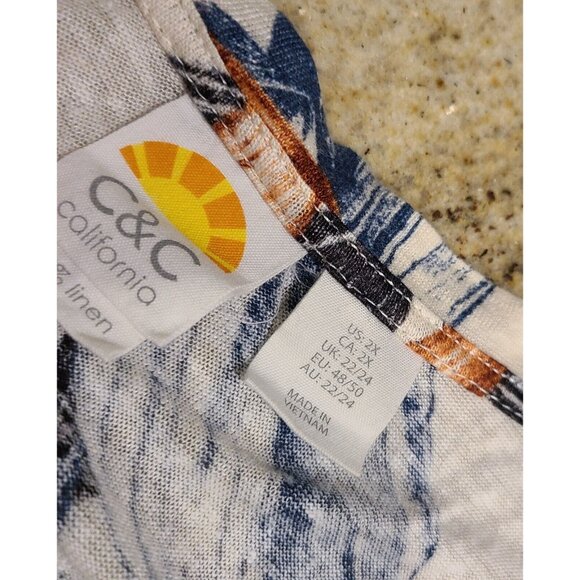 C&C
california
% linen
US: 2X
CA: 2X
UK: 22/24
EU: 48/50
AU: 22/24
MADE IN
VIETNAM